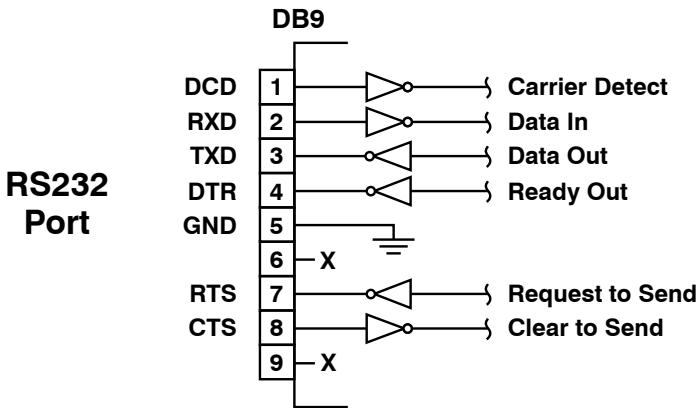 DB9
RS232
Port
DCD 1 Carrier Detect
RXD 2 Data In
TXD 3 Data Out
DTR 4 Ready Out
GND 5
6 X
RTS 7 Request to Send
CTS 8 Clear to Send
9 X